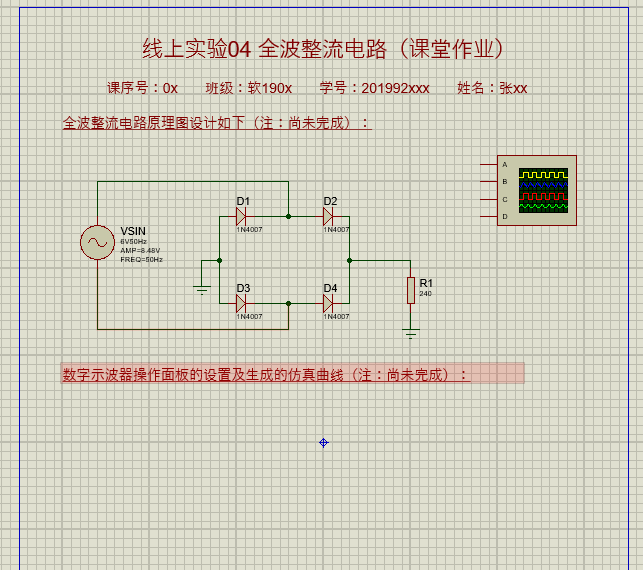 线上实验04 全波整流电路（课堂作业）
课序号：0x 班级：软190x 学号：201992xxx 姓名：张xx
全波整流电路原理图设计如下（注：尚未完成）：
A
B
C
D
D1
D2
1N4007
1N4007
VSIN
6V50Hz
AMP=8.48V
FREQ=50Hz
D3
D4
1N4007
1N4007
R1
240
数字示波器操作面板的设置及生成的仿真曲线（注：尚未完成）：